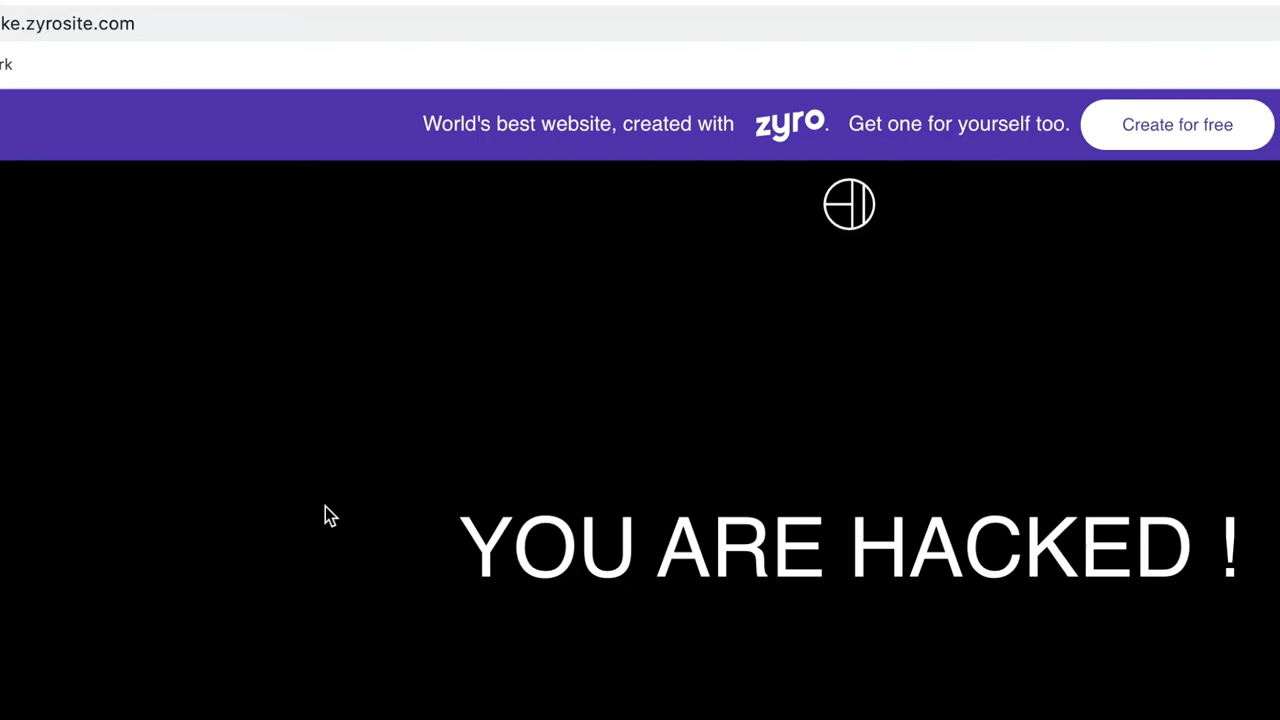 ke.zyrosite.com
rk
World's best website, created with zyro. Get one for yourself too. Create for free
YOU ARE HACKED !